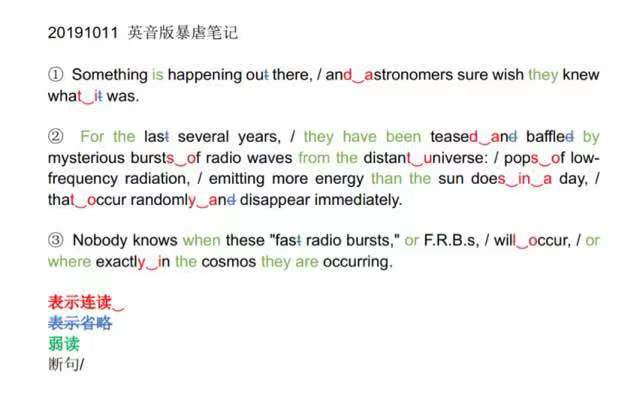 20191011 英音版暴虐笔记
① Something is happening out there, / and‿astronomers sure wish they knew
what‿it was.
② For the last several years, / they have been teased‿and baffled by
mysterious bursts‿of radio waves from the distant‿universe: / pops‿of low-
frequency radiation, / emitting more energy than the sun does‿in‿a day, /
that‿occur randomly‿and disappear immediately.
③ Nobody knows when these "fast radio bursts," or F.R.B.s, / will‿occur, / or
where exactly‿in the cosmos they are occurring.
表示连读‿
表示省略
弱读
断句/